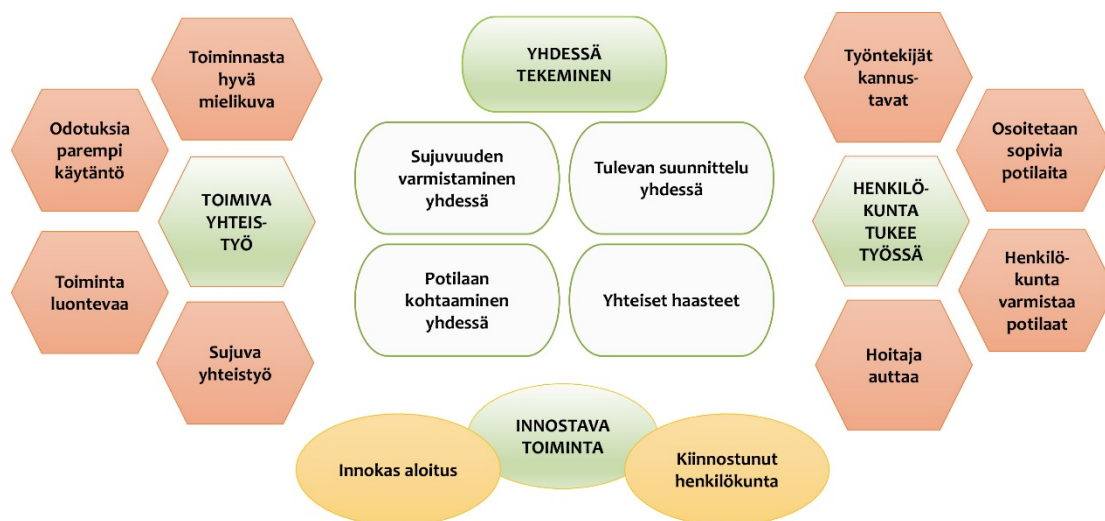 Toiminnasta
hyvä
mielikuva
Odotuksia
parempi
käytäntö
TOIMIVA
YHTEIS-
TYÖ
Toiminta
luontevaa
Sujuva
yhteistyö
YHDESSÄ
TEKEMINEN
Sujuvuuden
varmistaminen
yhdessä
Tulevan suunnittelu
yhdessä
Potilaan
kohtaaminen
yhdessä
Yhteiset haasteet
Työntekijät
kannus-
tavat
Osoitetaan
sopivia
potilaita
HENKILÖ-
KUNTA
TUKEE
TYÖSSÄ
Henkilö-
kunta
varmistaa
potilaat
Hoitaja
auttaa
INNOSTAVA
TOIMINTA
Innokas aloitus
Kiinnostunut
henkilökunta